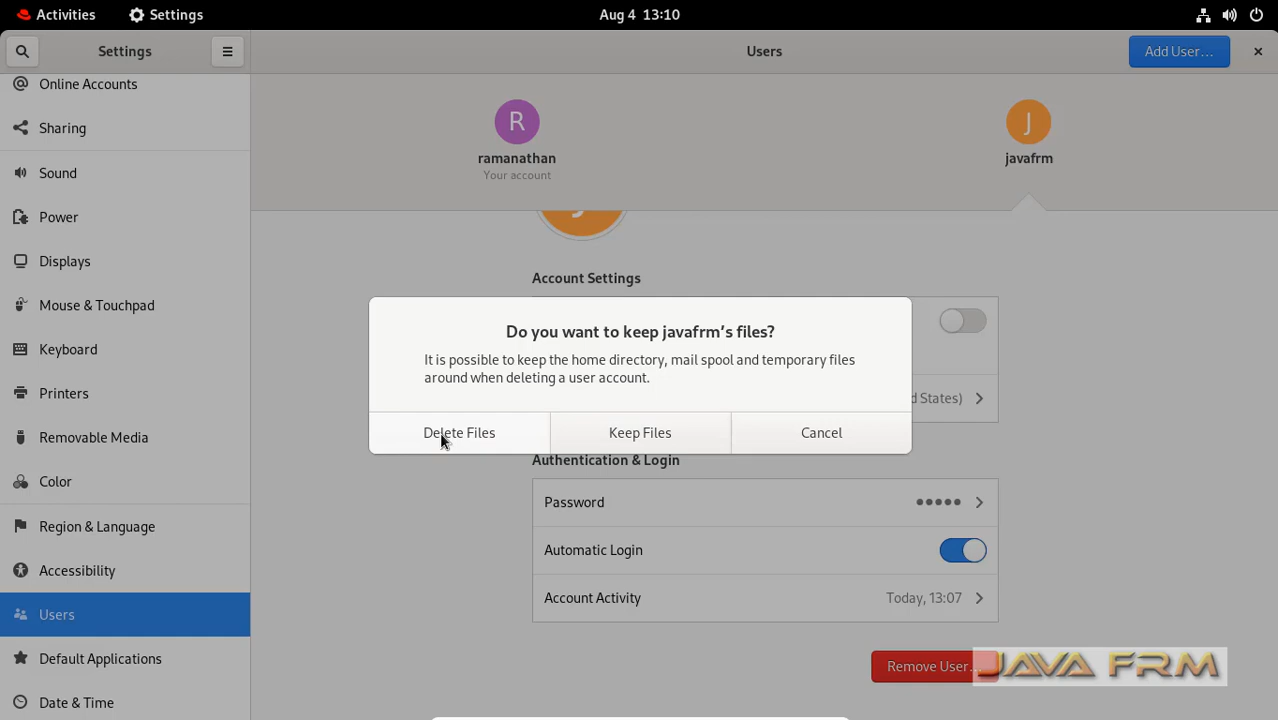 Activities
Settings
Aug 4 13:10
Settings
Users
Add User…
Online Accounts
Sharing
Sound
Power
Displays
Mouse & Touchpad
Keyboard
Printers
Removable Media
Color
Region & Language
Accessibility
Users
Default Applications
Date & Time
R
ramanathan
Your account
J
javafrm
Account Settings
d States)
Do you want to keep javafrm’s files?
It is possible to keep the home directory, mail spool and temporary files
around when deleting a user account.
Delete Files
Keep Files
Cancel
Authentication & Login
Password
●●●●●
Automatic Login
Account Activity
Today, 13:07
Remove User…
JAVA FRM